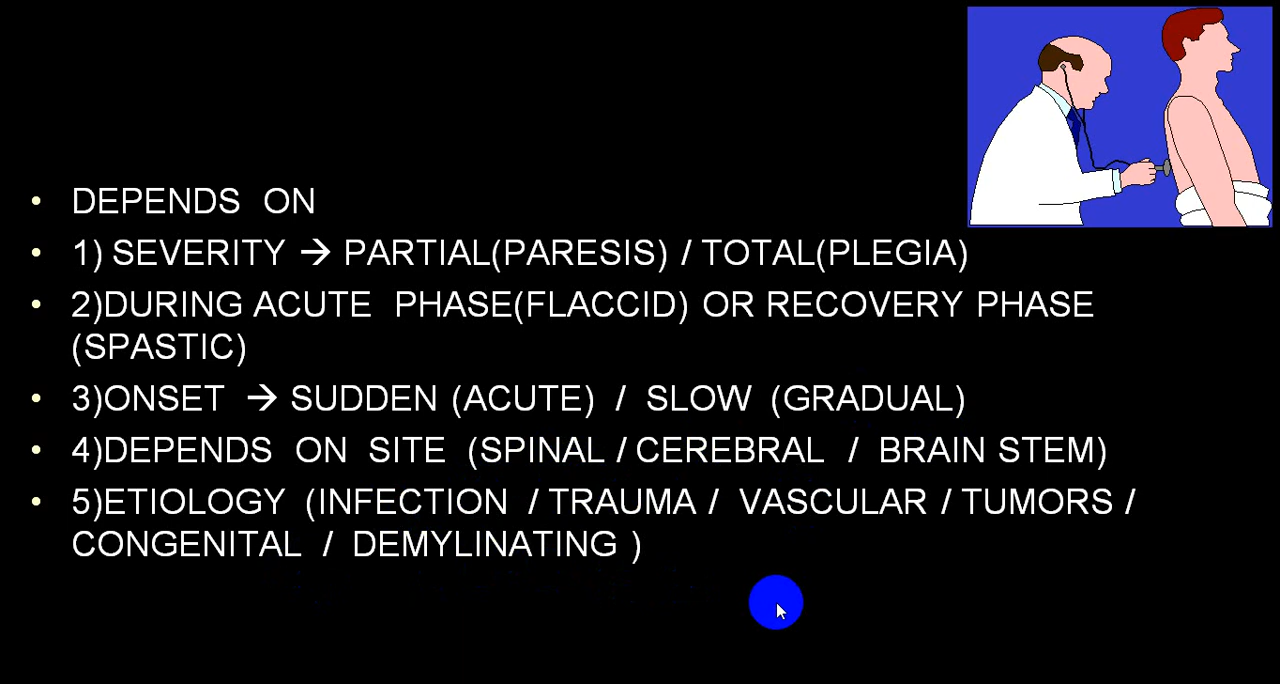 • DEPENDS ON
• 1) SEVERITY → PARTIAL(PARESIS) / TOTAL(PLEGIA)
• 2)DURING ACUTE PHASE(FLACCID) OR RECOVERY PHASE
(SPASTIC)
• 3)ONSET → SUDDEN (ACUTE) / SLOW (GRADUAL)
• 4)DEPENDS ON SITE (SPINAL / CEREBRAL / BRAIN STEM)
• 5)ETIOLOGY (INFECTION / TRAUMA / VASCULAR / TUMORS /
CONGENITAL / DEMYLINATING )